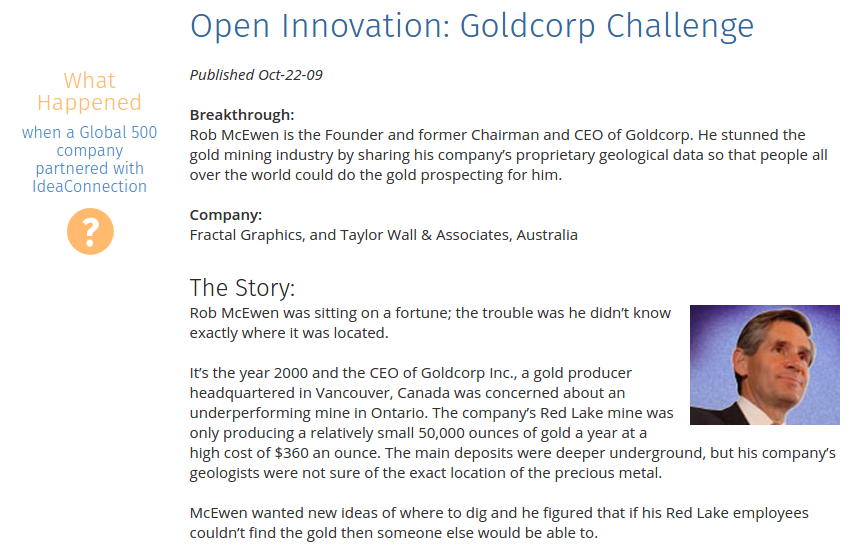 Open Innovation: Goldcorp Challenge
What
Happened
when a Global 500
company
partnered with
IdeaConnection
?
Published Oct-22-09
Breakthrough:
Rob McEwen is the Founder and former Chairman and CEO of Goldcorp. He stunned the
gold mining industry by sharing his company’s proprietary geological data so that people all
over the world could do the gold prospecting for him.
Company:
Fractal Graphics, and Taylor Wall & Associates, Australia
The Story:
Rob McEwen was sitting on a fortune; the trouble was he didn’t know
exactly where it was located.
It’s the year 2000 and the CEO of Goldcorp Inc., a gold producer
headquartered in Vancouver, Canada was concerned about an
underperforming mine in Ontario. The company’s Red Lake mine was
only producing a relatively small 50,000 ounces of gold a year at a
high cost of $360 an ounce. The main deposits were deeper underground, but his company’s
geologists were not sure of the exact location of the precious metal.
McEwen wanted new ideas of where to dig and he figured that if his Red Lake employees
couldn’t find the gold then someone else would be able to.